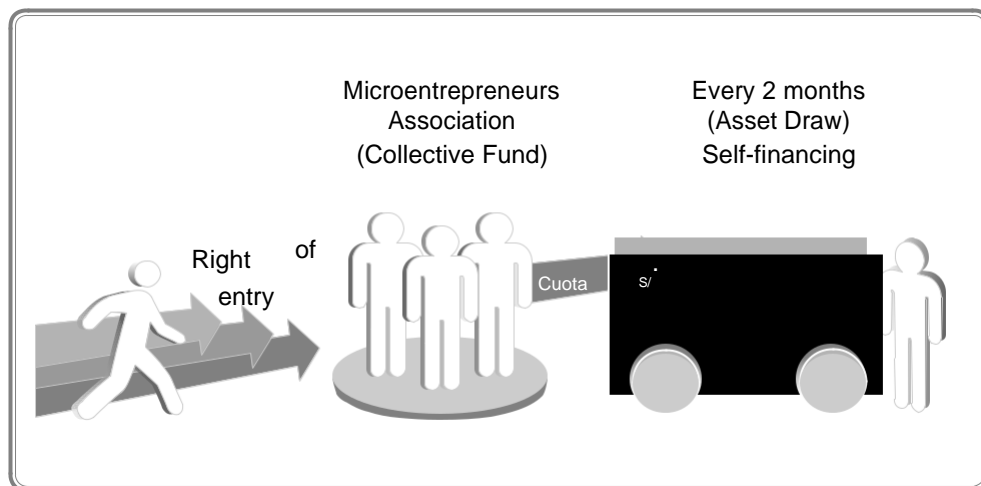 Microentrepreneurs
Association
(Collective Fund)
Every 2 months
(Asset Draw)
Self-financing
Right of
entry
Cuota
S/